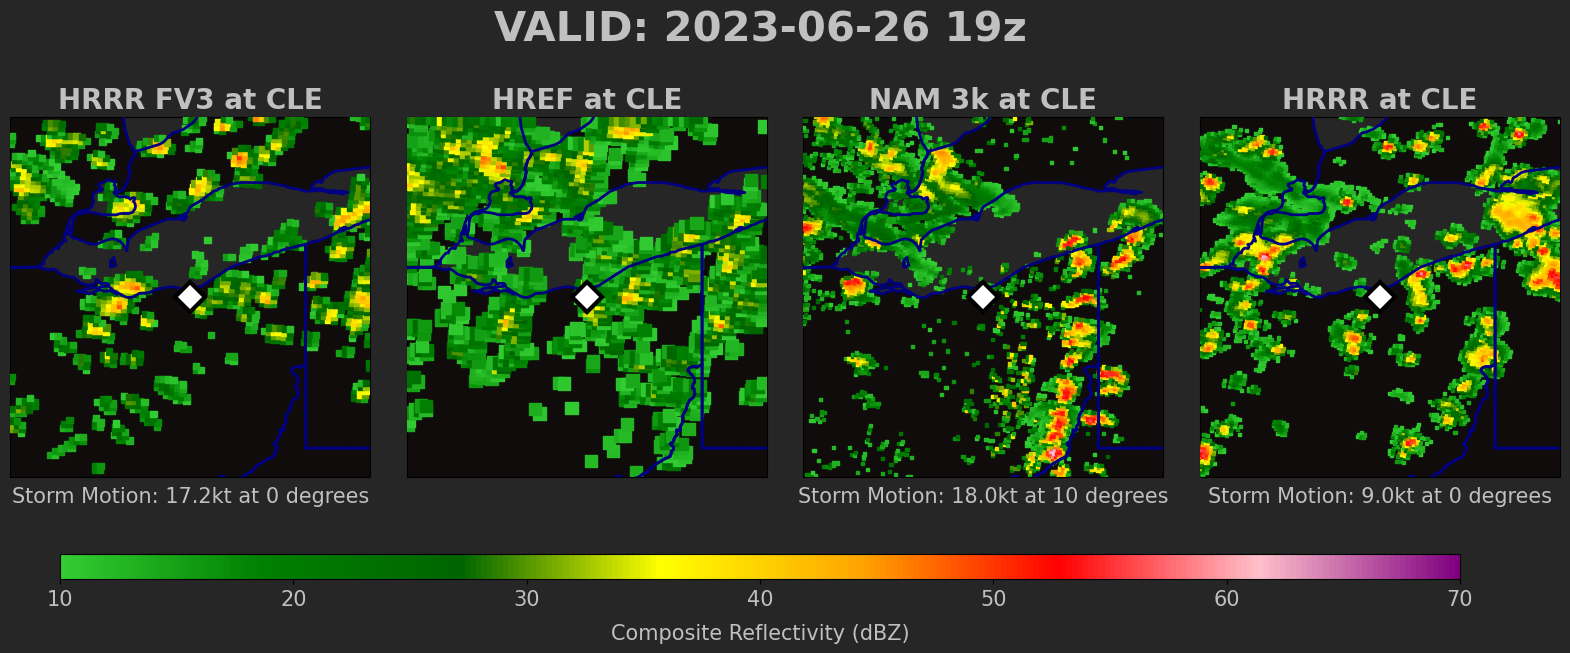 VALID: 2023-06-26 19z
HRRR FV3 at CLE
HREF at CLE
NAM 3k at CLE
HRRR at CLE
Storm Motion: 17.2kt at 0 degrees
Storm Motion: 18.0kt at 10 degrees
Storm Motion: 9.0kt at 0 degrees
10 20 30 40 50 60 70
Composite Reflectivity (dBZ)